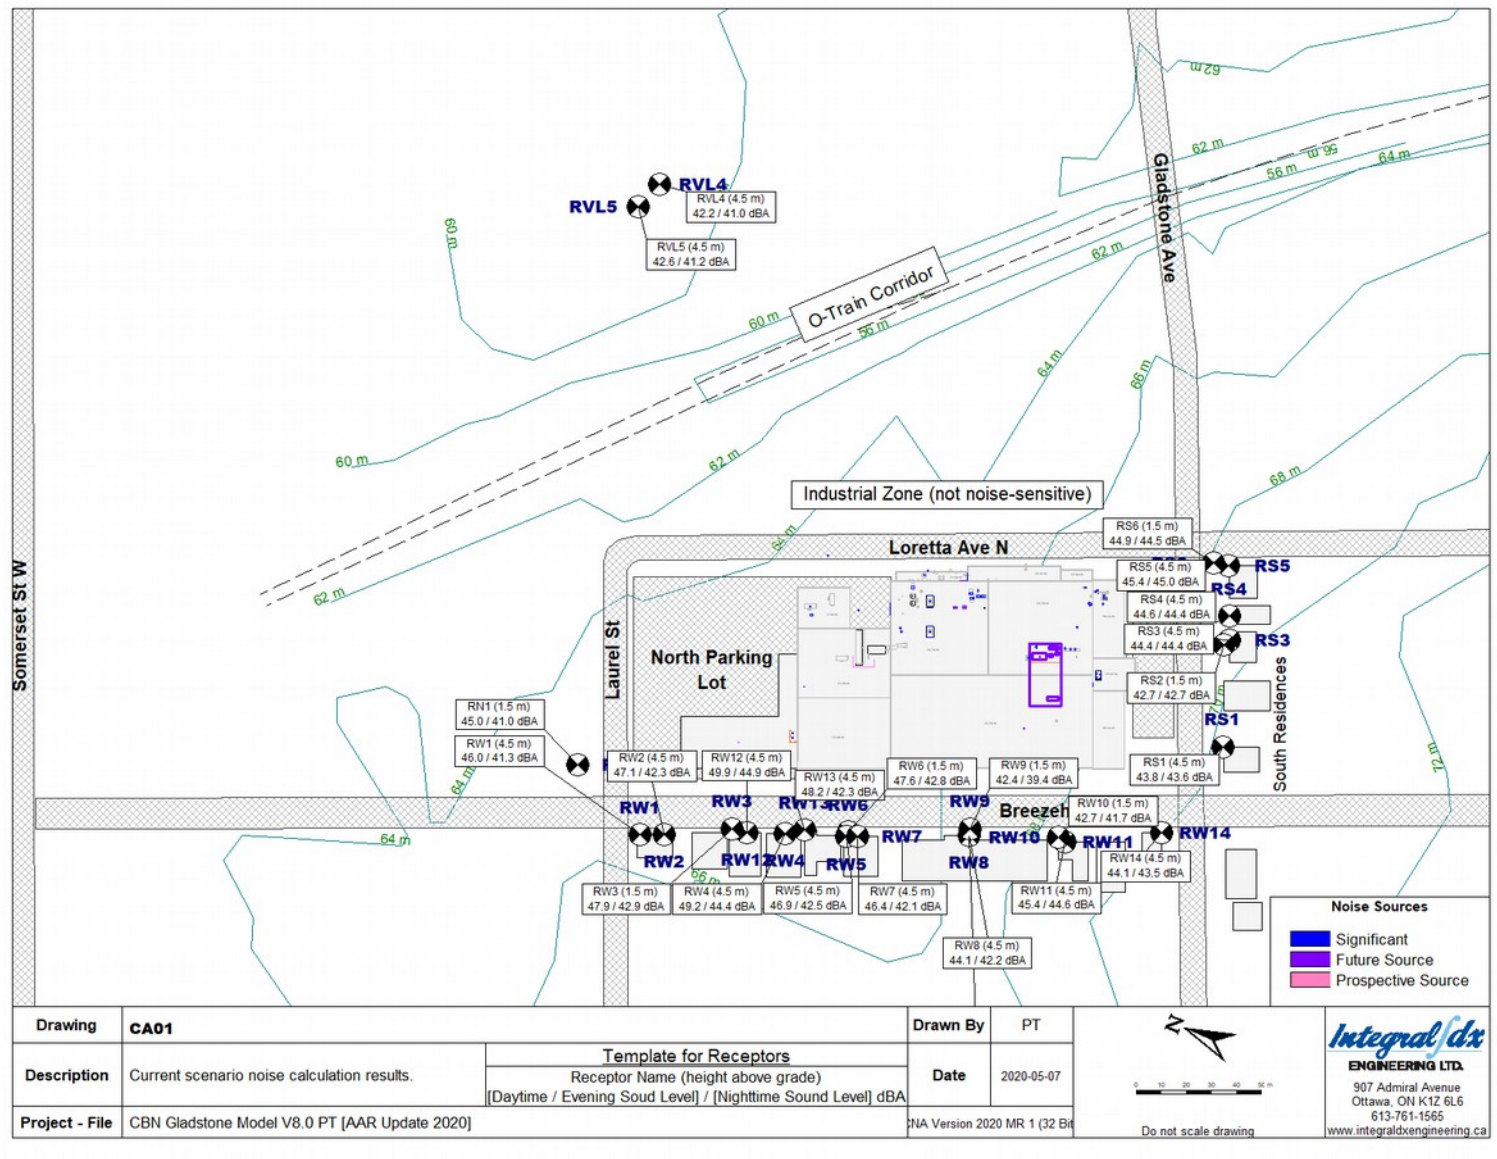 62 m
62 m
56 m
64 m
56 m
Gladstone Ave
RVL4
RVL4 (4.5 m)
42.2 / 41.0 dBA
RVL5
RVL5 (4.5 m)
42.6 / 41.2 dBA
60 m
62 m
O-Train Corridor
60 m
56 m
64 m
66 m
60 m
62 m
68 m
Industrial Zone (not noise-sensitive)
64 m
Loretta Ave N
RS6 (1.5 m)
44.9 / 44.5 dBA
RS5 (4.5 m)
45.4 / 45.0 dBA
RS5
RS4
RS4 (4.5 m)
44.6 / 44.4 dBA
RS3 (4.5 m)
44.4 / 44.4 dBA
RS3
RS2 (1.5 m)
42.7 / 42.7 dBA
RS1
RS1 (4.5 m)
43.8 / 43.6 dBA
South Residences
72 m
62 m
Somerset St W
Laurel St
North Parking
Lot
RN1 (1.5 m)
45.0 / 41.0 dBA
RW1 (4.5 m)
46.0 / 41.3 dBA
64 m
RW2 (4.5 m)
47.1 / 42.3 dBA
RW12 (4.5 m)
49.9 / 44.9 dBA
RW13 (4.5 m)
48.2 / 42.3 dBA
RW6 (1.5 m)
47.6 / 42.8 dBA
RW9 (1.5 m)
42.4 / 39.4 dBA
RW10 (1.5 m)
42.7 / 41.7 dBA
RW1
RW3
RW13
RW6
RW9
Breezeh
64 m
RW2
RW12
RW4
RW5
RW7
RW8
RW10
RW11
RW14
66 m
RW14 (4.5 m)
44.1 / 43.5 dBA
RW3 (1.5 m)
47.9 / 42.9 dBA
RW4 (4.5 m)
49.2 / 44.4 dBA
RW5 (4.5 m)
46.9 / 42.5 dBA
RW7 (4.5 m)
46.4 / 42.1 dBA
RW11 (4.5 m)
45.4 / 44.6 dBA
RW8 (4.5 m)
44.1 / 42.2 dBA
Noise Sources
Significant
Future Source
Prospective Source
Drawing
CA01
Drawn By
PT
Description
Current scenario noise calculation results.
Template for Receptors
Receptor Name (height above grade)
[Daytime / Evening Soud Level] / [Nighttime Sound Level] dBA
Date
2020-05-07
Project - File
CBN Gladstone Model V8.0 PT [AAR Update 2020]
NA Version 2020 MR 1 (32 Bit
N
0 10 20 30 40 50 m
Do not scale drawing
Integral dx
ENGINEERING LTD.
907 Admiral Avenue
Ottawa, ON K1Z 6L6
613-761-1565
www.integraldxengineering.ca